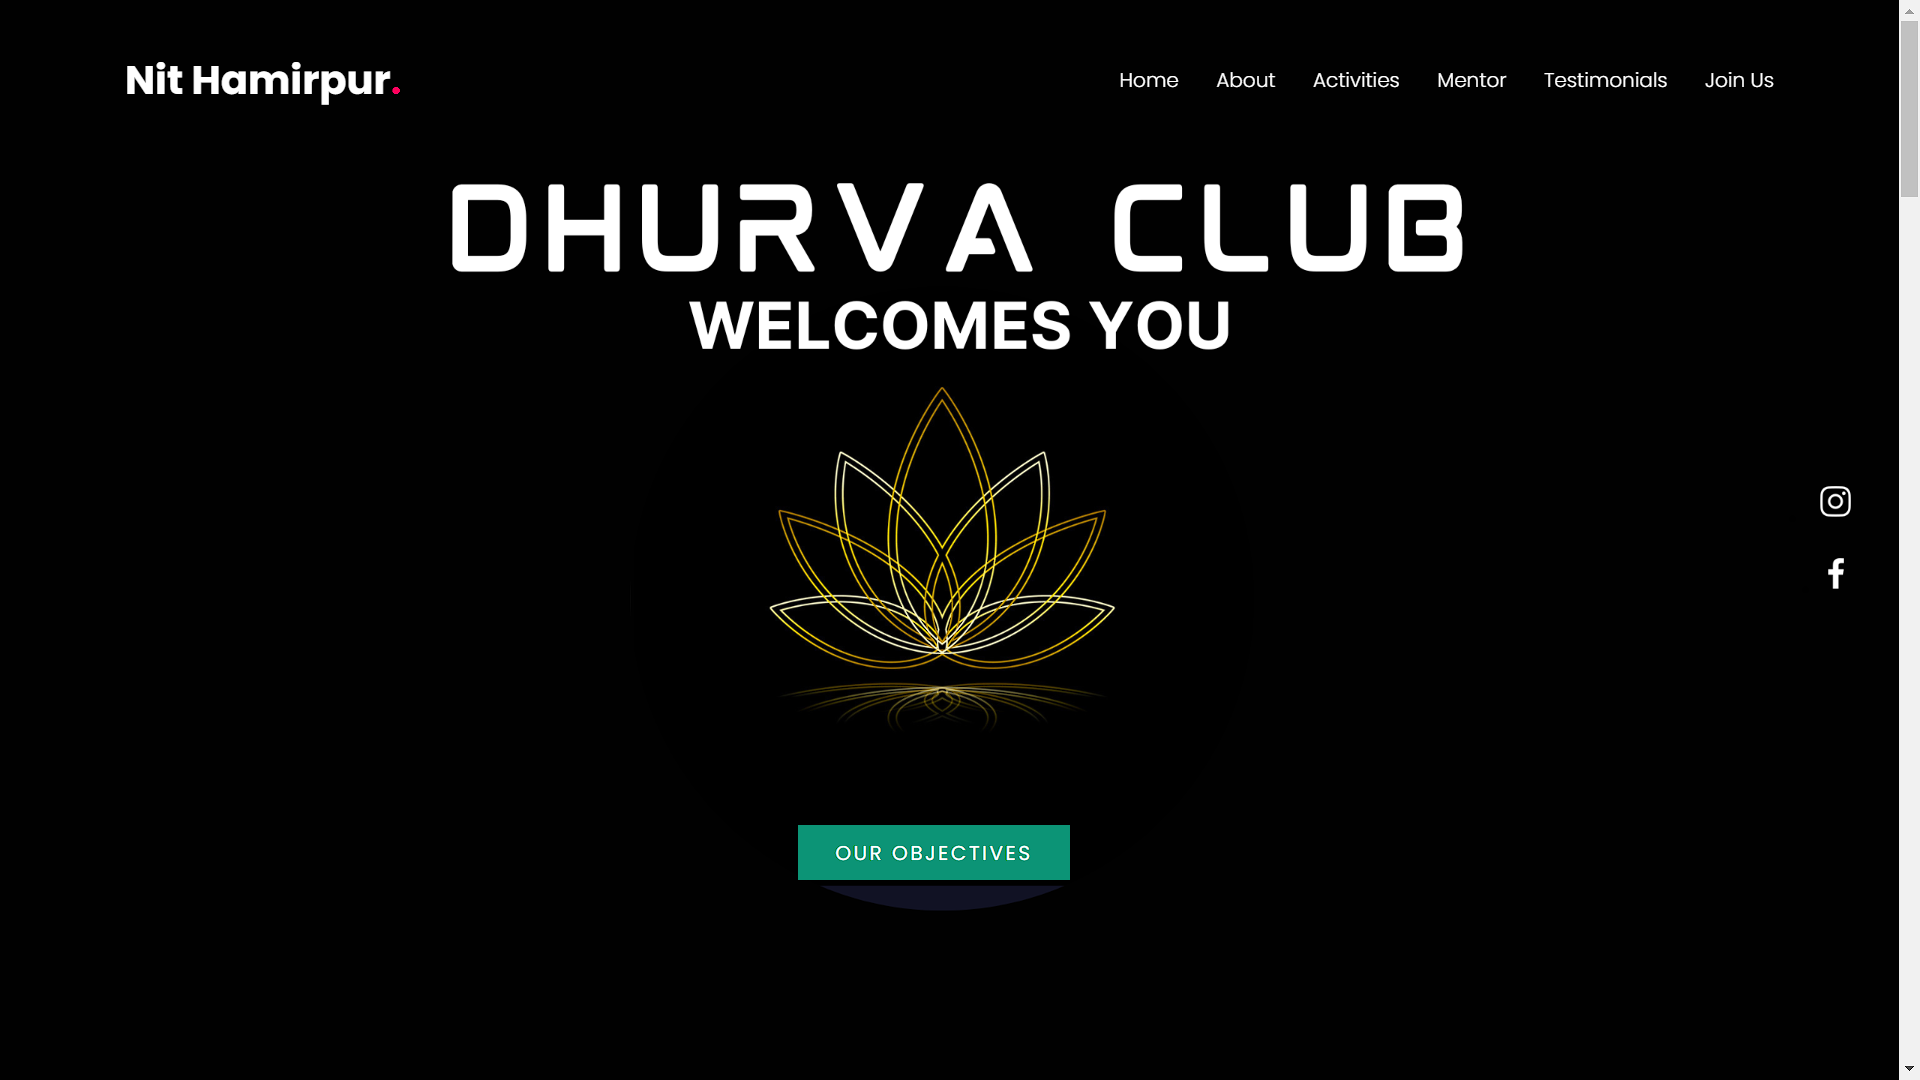 Nit Hamirpur.
Home About Activities Mentor Testimonials Join Us
DHURVA CLUB
WELCOMES YOU
OUR OBJECTIVES